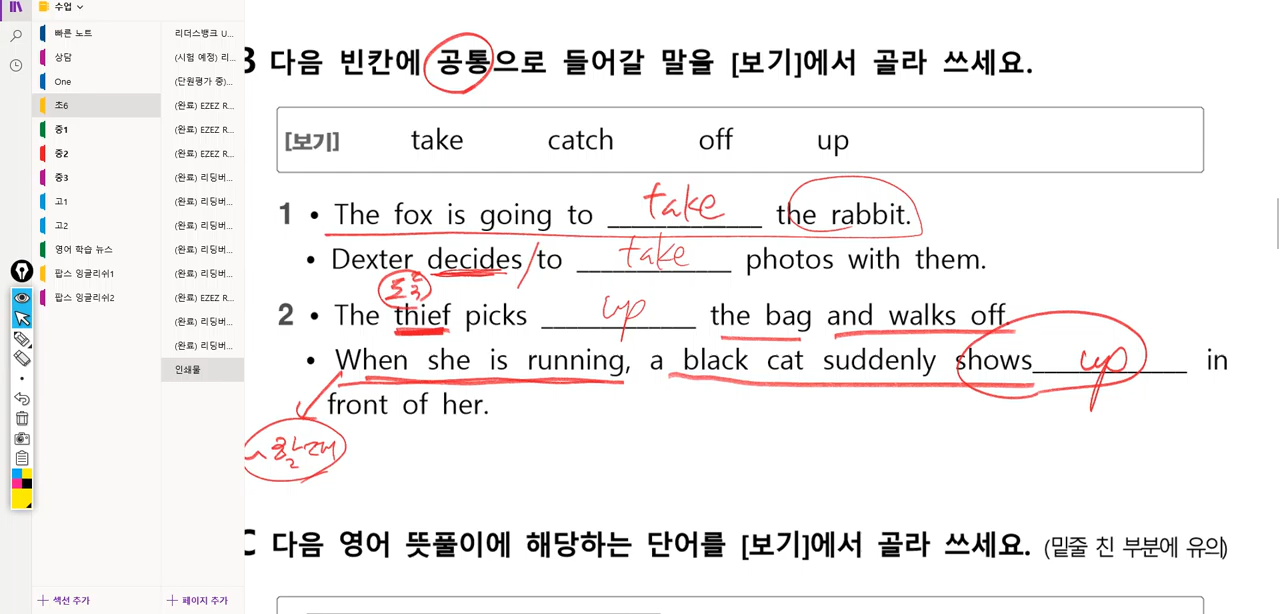 수업
빠른 노트
상담
One
초6
중1
중2
중3
고1
고2
영어 학습 뉴스
팝스 잉글리쉬1
팝스 잉글리쉬2
색션 추가
리더스뱅크 U...
(시험 예정) 리...
(단원평가 중)...
(완료) EZEZ R...
(완료) EZEZ R...
(완료) EZEZ R...
(완료) 리딩버...
(완료) 리딩버...
(완료) 리딩버...
(완료) 리딩버...
(완료) 리딩버...
(완료) EZEZ R...
(완료) 리딩버...
(완료) 리딩버...
인쇄물
페이지 추가
B 다음 빈칸에 공통으로 들어갈 말을 [보기]에서 골라 쓰세요.
[보기] take catch off up
1 • The fox is going to take the rabbit.
• Dexter decides to take photos with them.
도둑
2 • The thief picks up the bag and walks off.
• When she is running, a black cat suddenly shows up in
front of her.
~할때
C 다음 영어 뜻풀이에 해당하는 단어를 [보기]에서 골라 쓰세요. (밑줄 친 부분에 유의)